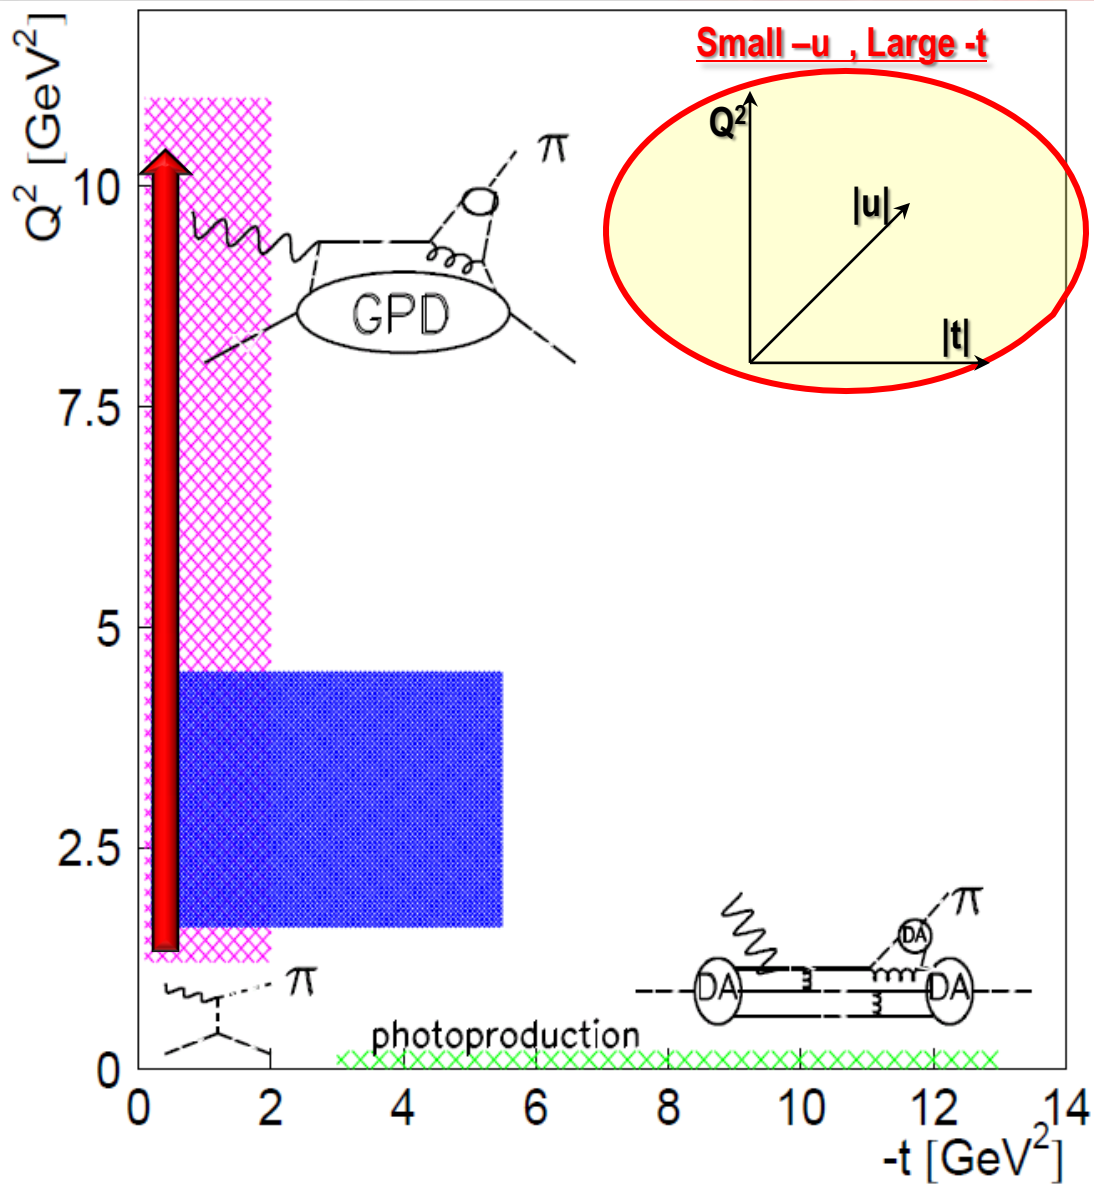 Small –u , Large -t
Q² [GeV²]
Q²
|u|
|t|
π
GPD
10
7.5
5
2.5
0
π
DA
DA
DA
π
photoproduction
0 2 4 6 8 10 12 14
-t [GeV²]